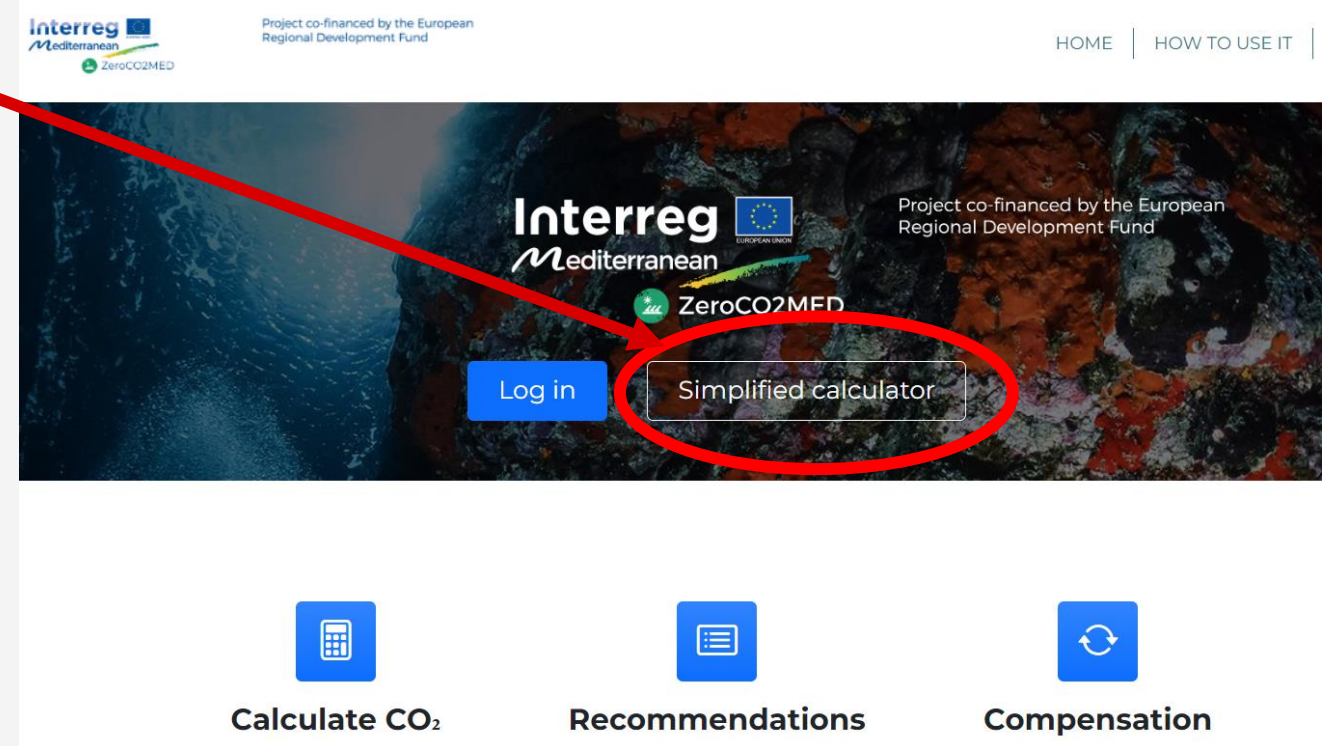 Interreg
Mediterranean
ZeroCO2MED
Project co-financed by the European
Regional Development Fund
HOME
HOW TO USE IT
Interreg
EUROPEAN UNION
Mediterranean
ZeroCO2MED
Project co-financed by the European
Regional Development Fund
Log in
Simplified calculator
Calculate CO₂
Recommendations
Compensation